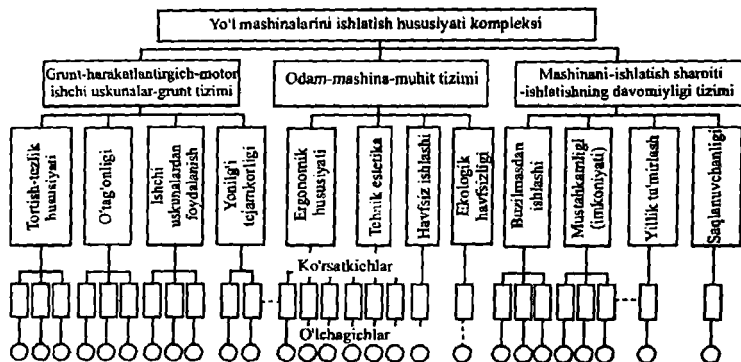 Yo'l mashinalarini ishlatish hususiyati kompleksi
Grunt-harakatlantirgich-motor
ishchi uskunalar-grunt tizimi
Odam-mashina-muhit tizimi
Mashinani-ishlatish sharoiti
-ishlatishning davomiyligi tizimi
Tortish-tezlik
hususiyati
O'tag'onligi
Ishchi
uskunalardan
foydalanish
Yonilg'i
tejamkorligi
Ergonomik
hususiyati
Tehnik estetika
Havfsiz ishlashi
Ekologik
havfsizligi
Buzilmasdan
ishlashi
Mustahkamligi
(imkoniyati)
Yillik tu'mirlash
Saqlanuvchanligi
Ko'rsatkichlar
O'lchagichlar